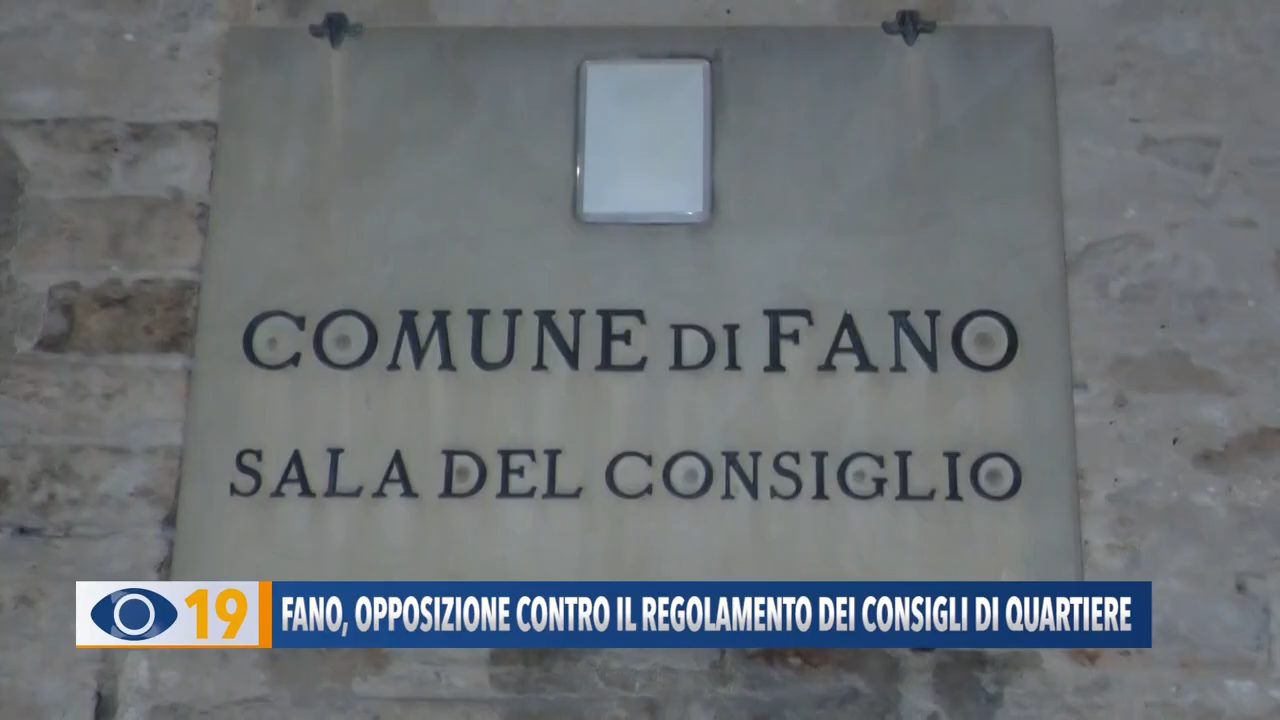 COMUNE DI FANO
SALA DEL CONSIGLIO
19 FANO, OPPOSIZIONE CONTRO IL REGOLAMENTO DEI CONSIGLI DI QUARTIERE